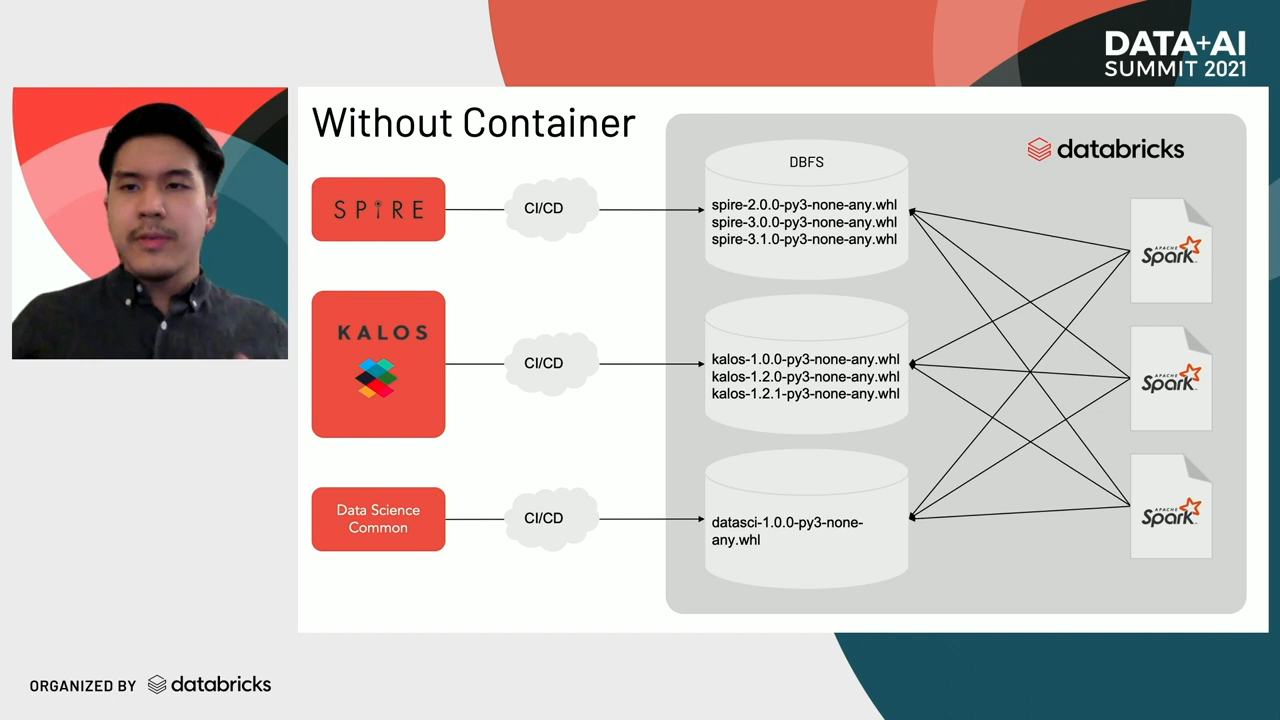 DATA+AI
SUMMIT 2021
Without Container
databricks
DBFS
SPIRE
CI/CD
spire-2.0.0-py3-none-any.whl
spire-3.0.0-py3-none-any.whl
spire-3.1.0-py3-none-any.whl
APACHE
Spark
KALOS
CI/CD
kalos-1.0.0-py3-none-any.whl
kalos-1.2.0-py3-none-any.whl
kalos-1.2.1-py3-none-any.whl
APACHE
Spark
Data Science
Common
CI/CD
datasci-1.0.0-py3-none-
any.whl
APACHE
Spark
ORGANIZED BY databricks